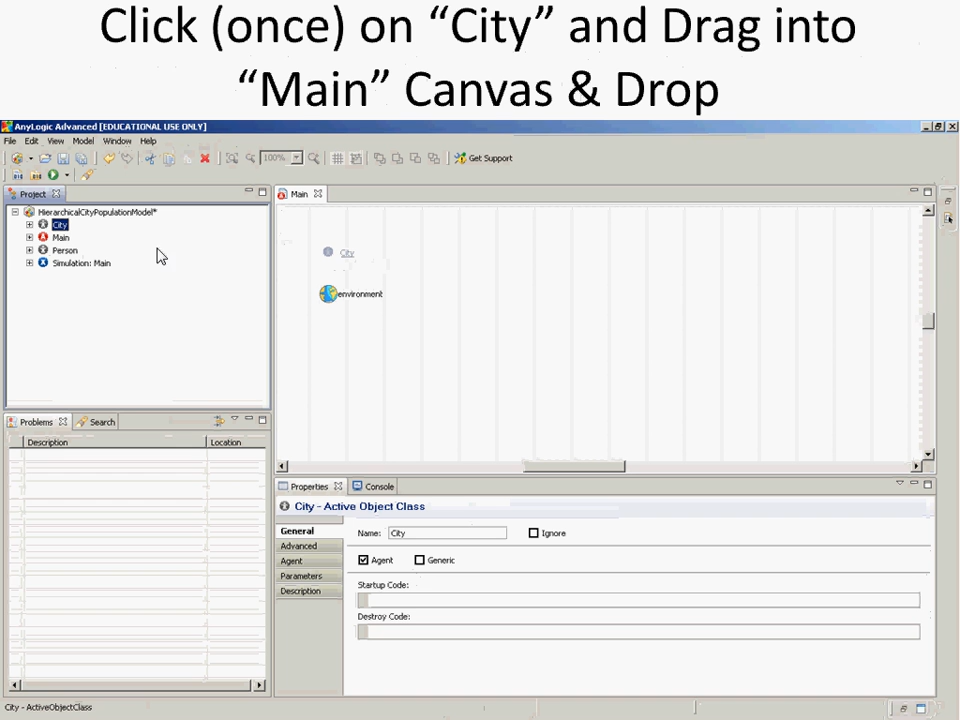 Click (once) on “City” and Drag into
“Main” Canvas & Drop
AnyLogic Advanced [EDUCATIONAL USE ONLY]
File Edit View Model Window Help
100% Get Support
Project
Main
HierarchicalCityPopulationModel*
City
Main
Person
Simulation: Main
City
environment
Problems Search
Description Location
Properties Console
City - Active Object Class
General
Advanced
Agent
Parameters
Description
Name: City Ignore
Agent Generic
Startup Code:
Destroy Code:
City - ActiveObjectClass